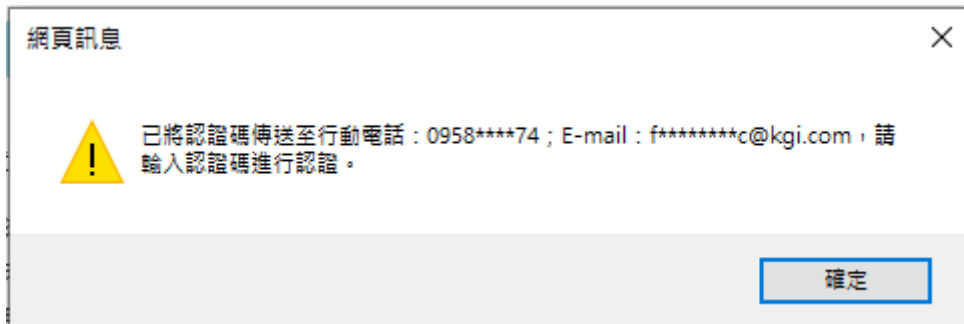 網頁訊息
已將認證碼傳送至行動電話：0958****74；E-mail：f********c@kgi.com，請
輸入認證碼進行認證。
確定